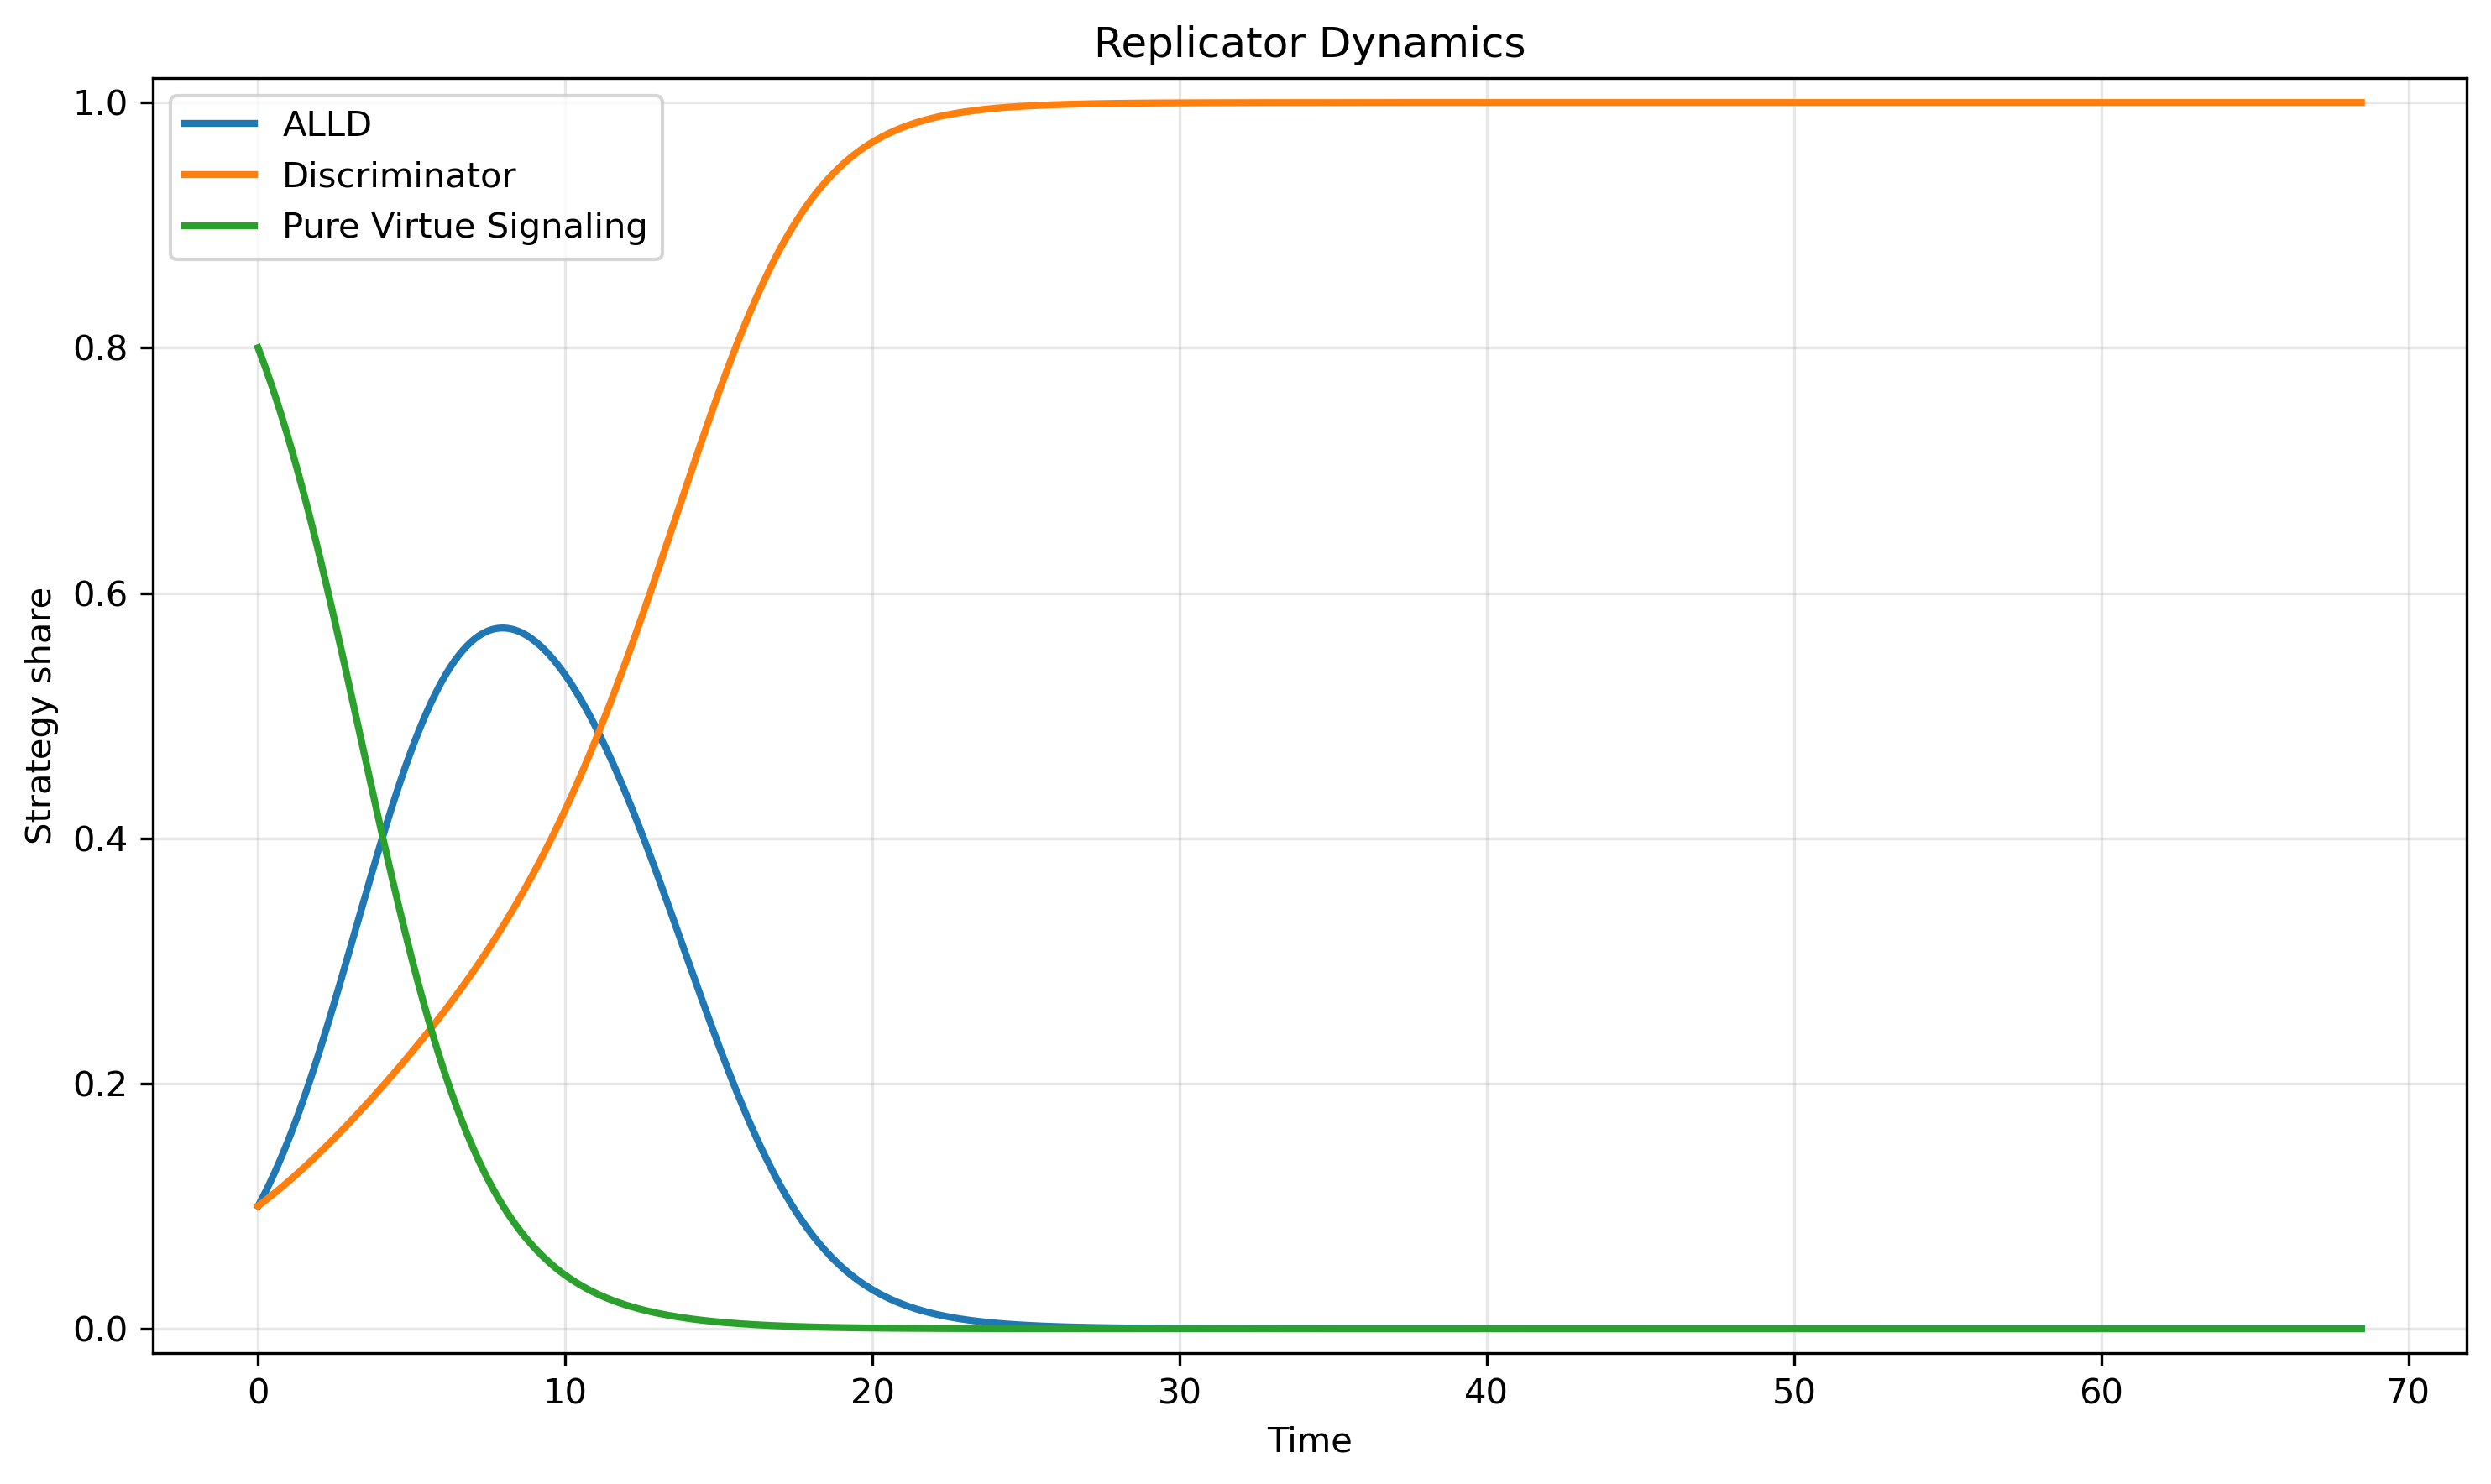 Replicator Dynamics
ALLD
Discriminator
Pure Virtue Signaling
Strategy share
1.0
0.8
0.6
0.4
0.2
0.0
0 10 20 30 40 50 60 70
Time